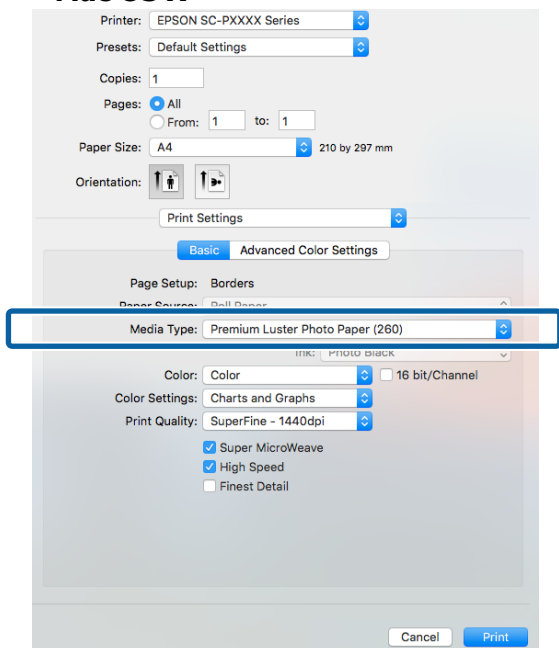 Printer: EPSON SC-PXXXX Series
Presets: Default Settings
Copies: 1
Pages: All
From: 1 to: 1
Paper Size: A4 210 by 297 mm
Orientation:
Print Settings
Basic Advanced Color Settings
Page Setup: Borders
Paper Source: Roll Paper
Media Type: Premium Luster Photo Paper (260)
Ink: Photo Black
Color: Color 16 bit/Channel
Color Settings: Charts and Graphs
Print Quality: SuperFine - 1440dpi
Super MicroWeave
High Speed
Finest Detail
Cancel Print